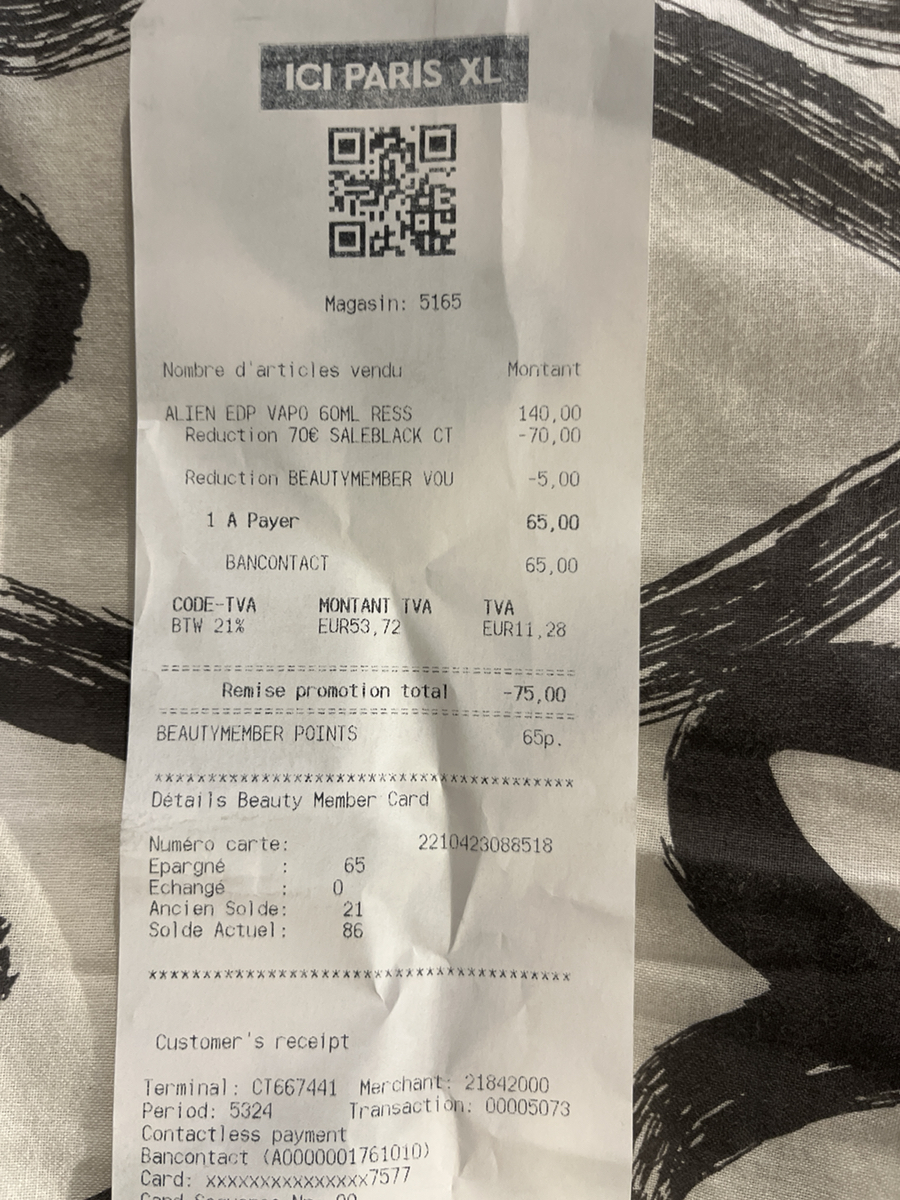 ICI PARIS XL
Magasin: 5165
Nombre d'articles vendu Montant
ALIEN EDP VAPO 60ML RESS 140,00
Reduction 70€ SALEBLACK CT -70,00
Reduction BEAUTYMEMBER VOU -5,00
1 A Payer 65,00
BANCONTACT 65,00
CODE-TVA MONTANT TVA TVA
BTW 21% EUR53,72 EUR11,28
Remise promotion total -75,00
BEAUTYMEMBER POINTS 65p.
***************************************
Détails Beauty Member Card
Numéro carte: 2210423088518
Epargné : 65
Echangé : 0
Ancien Solde: 21
Solde Actuel: 86
***************************************
Customer's receipt
Terminal: CT667441 Merchant: 21842000
Period: 5324 Transaction: 00005073
Contactless payment
Bancontact (A0000001761010)
Card: xxxxxxxxxxxxxxx7577
Card Sequence No. 00